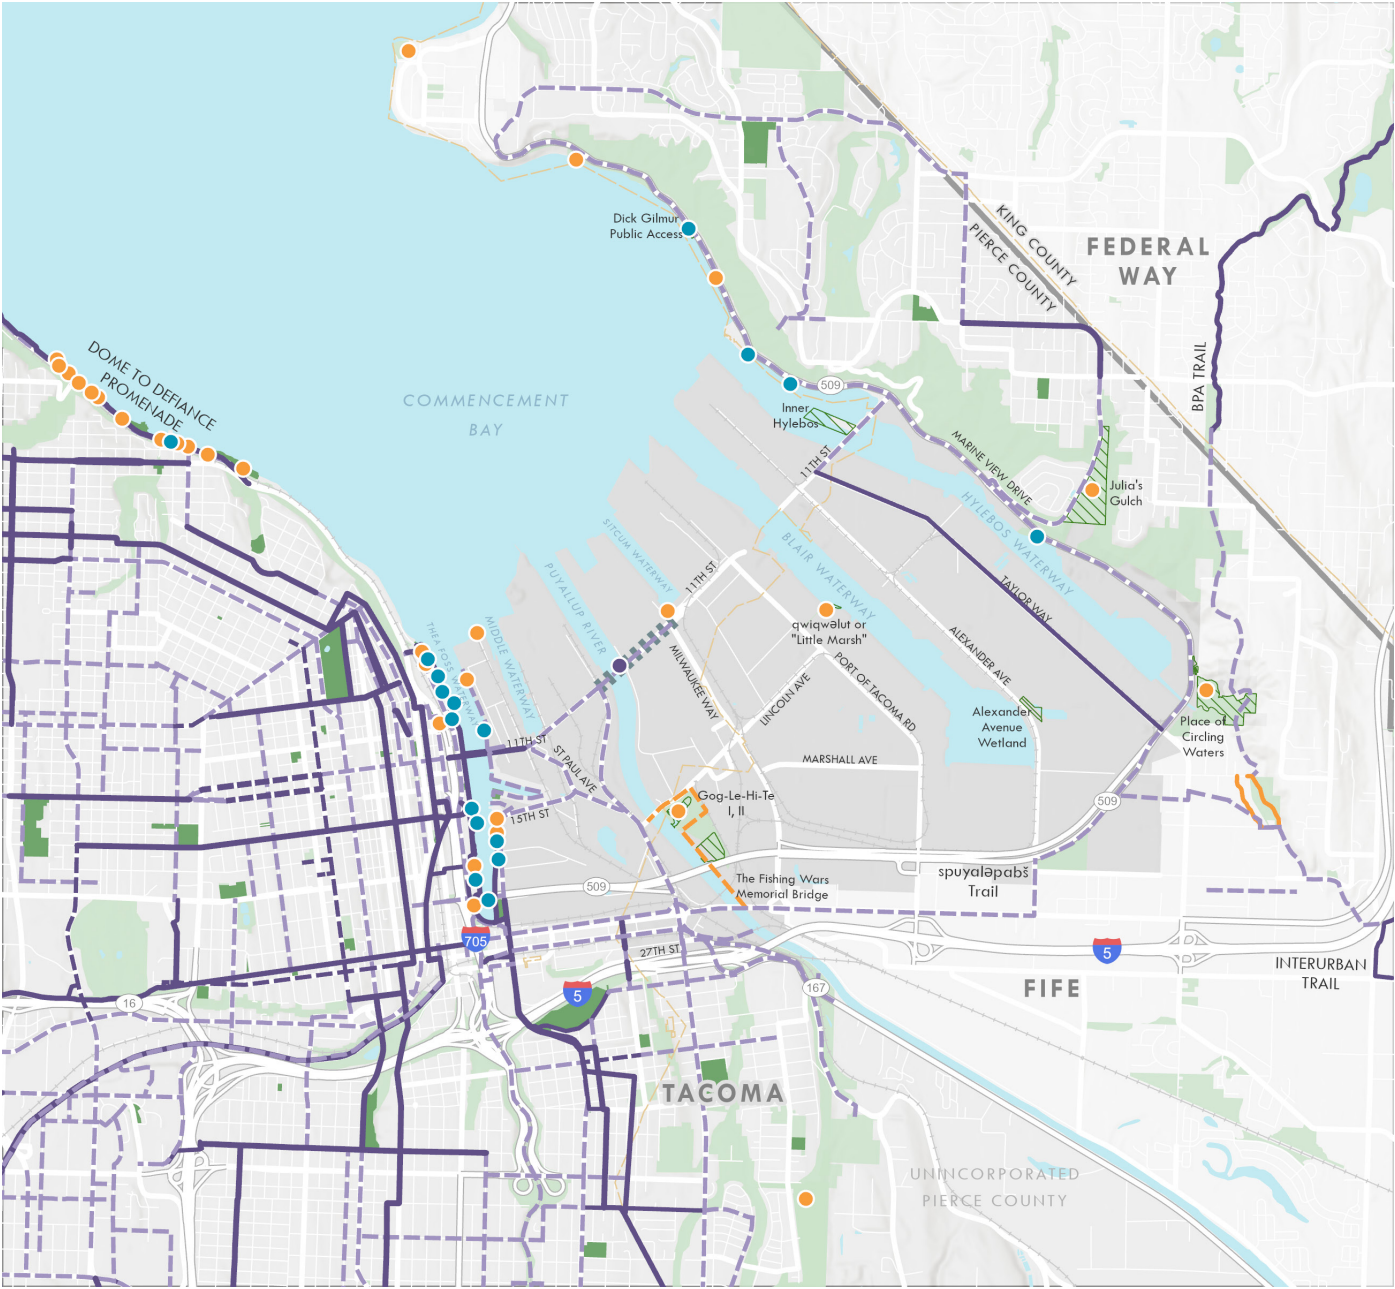 Dick Gilmur
Public Access
KING COUNTY
PIERCE COUNTY
FEDERAL
WAY
DOME TO DEFIANCE
PROMENADE
BPA TRAIL
COMMENCEMENT
BAY
509
Inner
Hylebos
11TH ST
MARINE VIEW DRIVE
Julia's
Gulch
HYLEBOS WATERWAY
SITCUM WATERWAY
BLAIR WATERWAY
PUYALLUP RIVER
11TH ST
TAYLOR WAY
qwiqwəlut or
"Little Marsh"
THEA FOSS WATERWAY
MIDDLE WATERWAY
ALEXANDER AVE
MILWAUKEE WAY
LINCOLN AVE
PORT OF TACOMA RD
Alexander
Avenue
Wetland
Place of
Circling
Waters
11TH ST
ST PAUL AVE
MARSHALL AVE
Gog-Le-Hi-Te
I, II
509
15TH ST
509
The Fishing Wars
Memorial Bridge
spuyaləpabš
Trail
705
27TH ST
5
INTERURBAN
TRAIL
5
FIFE
167
16
TACOMA
UNINCORPORATED
PIERCE COUNTY